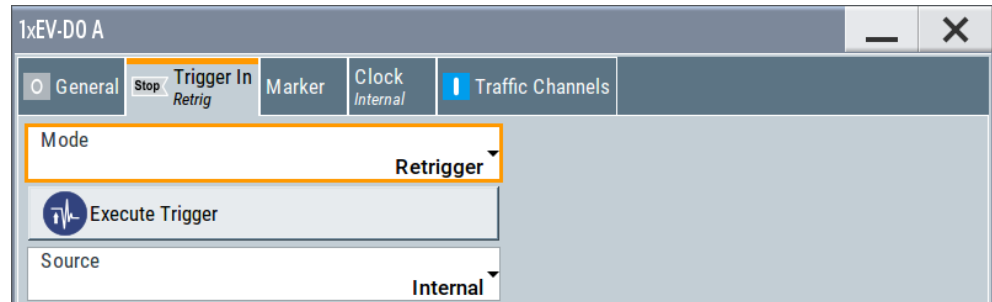 1xEV-DO A
O General
Stop Trigger In
Retrig
Marker
Clock
Internal
I Traffic Channels
Mode
Retrigger
Execute Trigger
Source
Internal